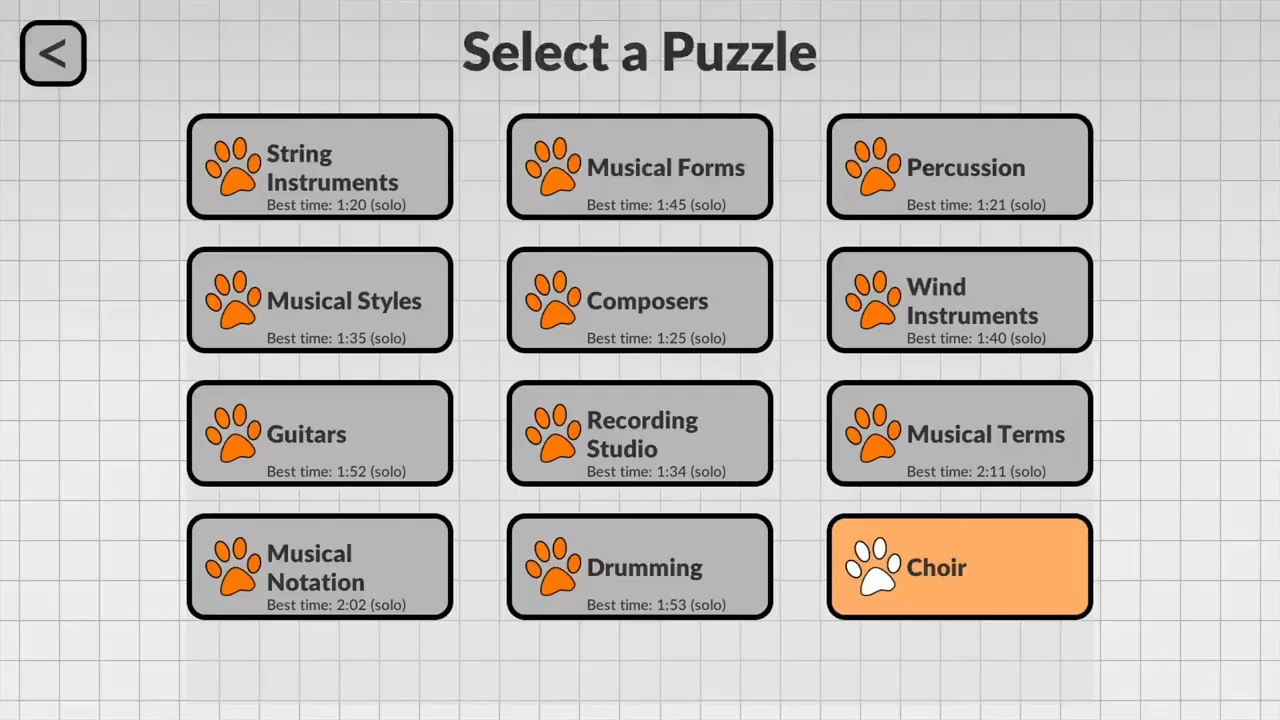 <
Select a Puzzle
String
Instruments
Best time: 1:20 (solo)
Musical Forms
Best time: 1:45 (solo)
Percussion
Best time: 1:21 (solo)
Musical Styles
Best time: 1:35 (solo)
Composers
Best time: 1:25 (solo)
Wind
Instruments
Best time: 1:40 (solo)
Guitars
Best time: 1:52 (solo)
Recording
Studio
Best time: 1:34 (solo)
Musical Terms
Best time: 2:11 (solo)
Musical
Notation
Best time: 2:02 (solo)
Drumming
Best time: 1:53 (solo)
Choir